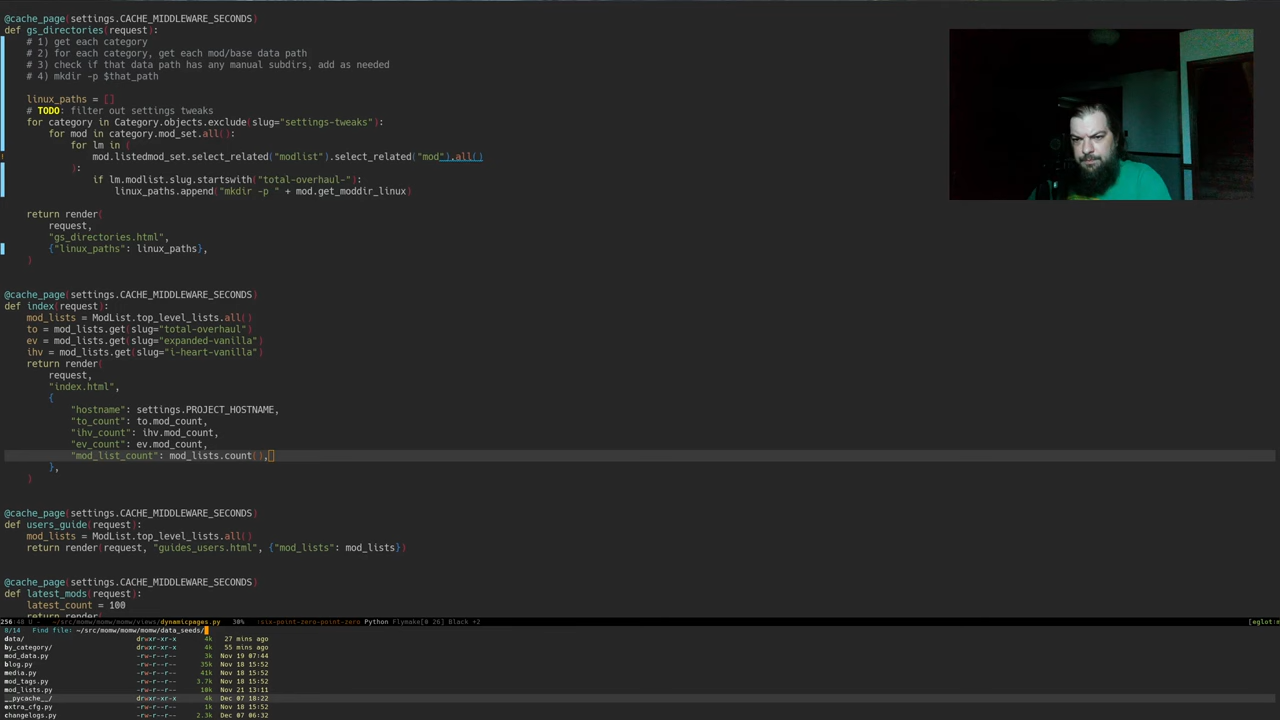 @cache_page(settings.CACHE_MIDDLEWARE_SECONDS)
def gs_directories(request):
    # 1) get each category
    # 2) for each category, get each mod/base data path
    # 3) check if that data path has any manual subdirs, add as needed
    # 4) mkdir -p $that_path

    linux_paths = []
    # TODO: filter out settings tweaks
    for category in Category.objects.exclude(slug="settings-tweaks"):
        for mod in category.mod_set.all():
            for lm in (
                mod.listedmod_set.select_related("modlist").select_related("mod").all()
            ):
                if lm.modlist.slug.startswith("total-overhaul-"):
                    linux_paths.append("mkdir -p " + mod.get_moddir_linux)

    return render(
        request,
        "gs_directories.html",
        {"linux_paths": linux_paths},
    )

@cache_page(settings.CACHE_MIDDLEWARE_SECONDS)
def index(request):
    mod_lists = ModList.top_level_lists.all()
    to = mod_lists.get(slug="total-overhaul")
    ev = mod_lists.get(slug="expanded-vanilla")
    ihv = mod_lists.get(slug="i-heart-vanilla")
    return render(
        request,
        "index.html",
        {
            "hostname": settings.PROJECT_HOSTNAME,
            "to_count": to.mod_count,
            "ihv_count": ihv.mod_count,
            "ev_count": ev.mod_count,
            "mod_list_count": mod_lists.count(),
        },
    )

@cache_page(settings.CACHE_MIDDLEWARE_SECONDS)
def users_guide(request):
    mod_lists = ModList.top_level_lists.all()
    return render(request, "guides_users.html", {"mod_lists": mod_lists})

@cache_page(settings.CACHE_MIDDLEWARE_SECONDS)
def latest_mods(request):
    latest_count = 100
    return render(
256:48 U - ~/src/momw/momw/momw/views/dynamicpages.py 30% !six-point-zero-point-zero Python Flymake[0 26] Black +2 [eglot:m
8/14 Find file: ~/src/momw/momw/momw/data_seeds/
data/ drwxr-xr-x 4k 27 mins ago
by_category/ drwxr-xr-x 4k 55 mins ago
mod_data.py -rw-r--r-- 3k Nov 19 07:44
blog.py -rw-r--r-- 35k Nov 18 15:52
media.py -rw-r--r-- 41k Nov 18 15:52
mod_tags.py -rw-r--r-- 3.7k Nov 18 15:52
mod_lists.py -rw-r--r-- 10k Nov 21 13:11
__pycache__/ drwxr-xr-x 4k Dec 07 18:22
extra_cfg.py -rw-r--r-- 1k Nov 18 15:52
changelogs.py -rw-r--r-- 2.3k Dec 07 06:32